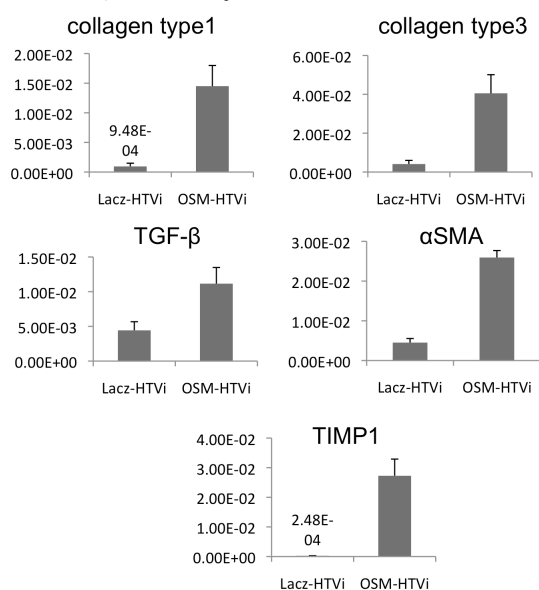 collagen type1
2.00E-02
1.50E-02
1.00E-02
5.00E-03
0.00E+00
9.48E-
04
Lacz-HTVi OSM-HTVi
collagen type3
6.00E-02
4.00E-02
2.00E-02
0.00E+00
Lacz-HTVi OSM-HTVi
TGF-β
1.50E-02
1.00E-02
5.00E-03
0.00E+00
Lacz-HTVi OSM-HTVi
αSMA
3.00E-02
2.00E-02
1.00E-02
0.00E+00
Lacz-HTVi OSM-HTVi
TIMP1
4.00E-02
3.00E-02
2.00E-02
1.00E-02
0.00E+00
2.48E-
04
Lacz-HTVi OSM-HTVi